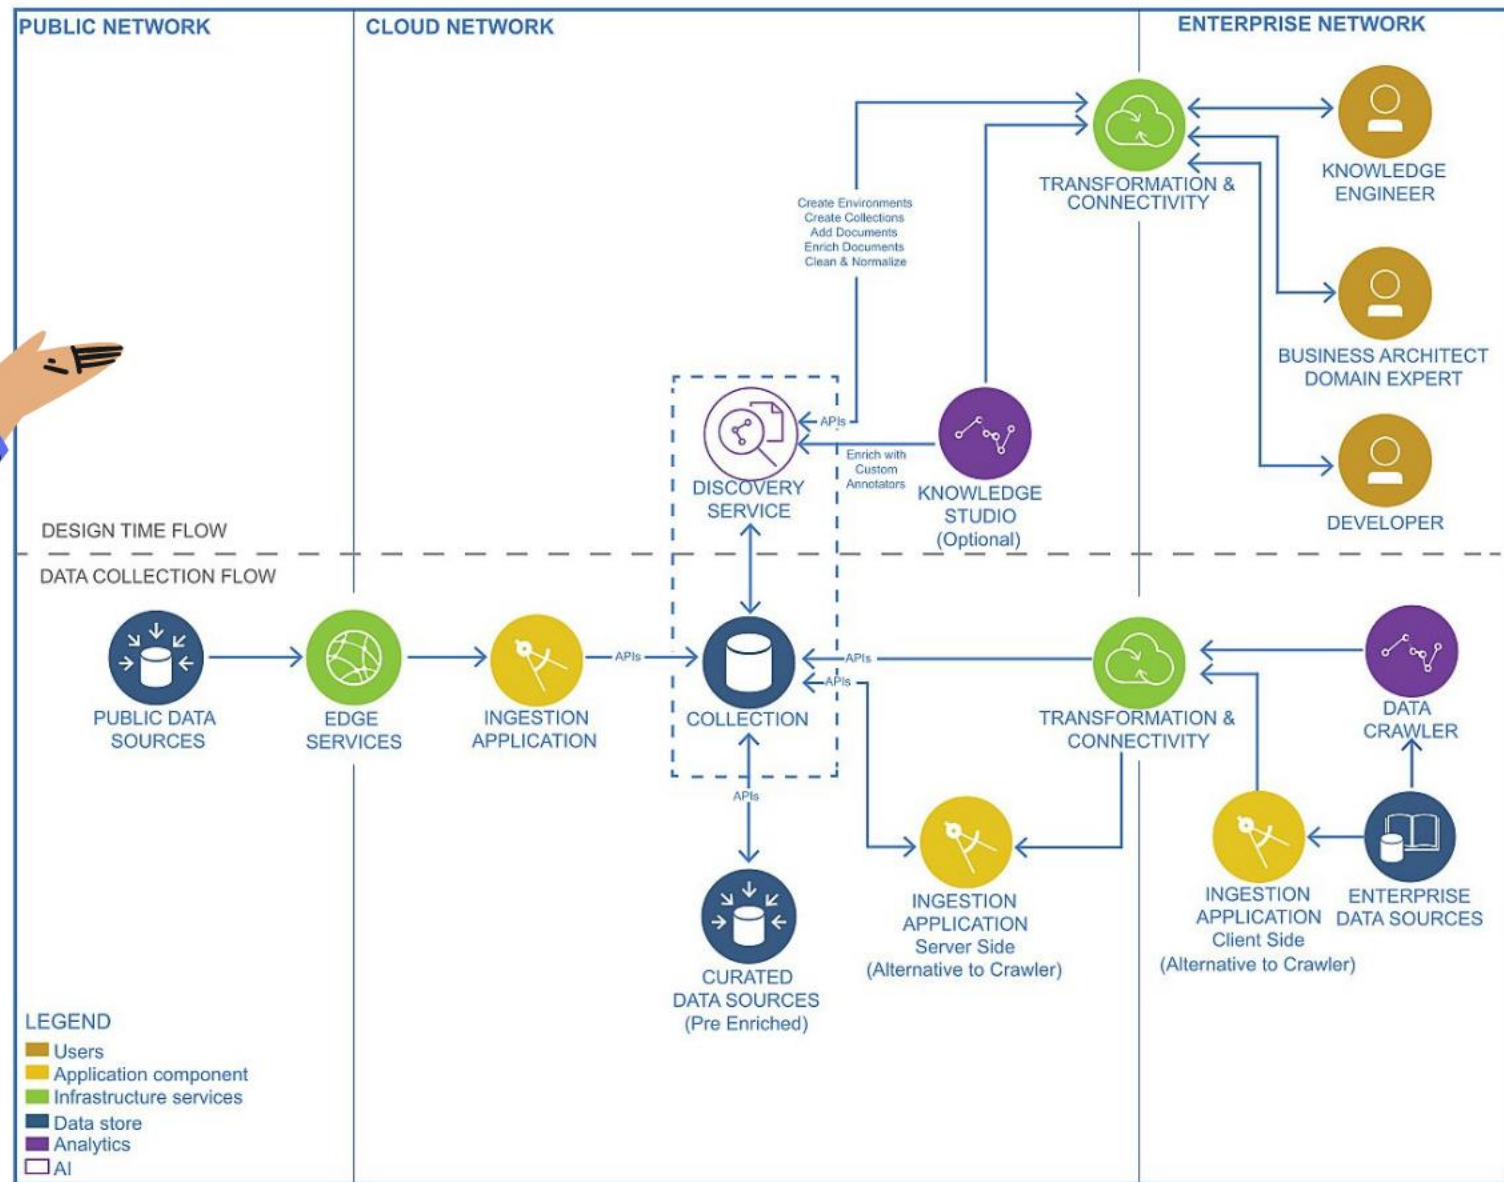 PUBLIC NETWORK
CLOUD NETWORK
ENTERPRISE NETWORK
TRANSFORMATION &
CONNECTIVITY
KNOWLEDGE
ENGINEER
Create Environments
Create Collections
Add Documents
Enrich Documents
Clean & Normalize
BUSINESS ARCHITECT
DOMAIN EXPERT
APIs
Enrich with
Custom
Annotators
DISCOVERY
SERVICE
KNOWLEDGE
STUDIO
(Optional)
DEVELOPER
DESIGN TIME FLOW
DATA COLLECTION FLOW
PUBLIC DATA
SOURCES
EDGE
SERVICES
INGESTION
APPLICATION
APIs
COLLECTION
APIs
APIs
TRANSFORMATION &
CONNECTIVITY
DATA
CRAWLER
APIs
CURATED
DATA SOURCES
(Pre Enriched)
INGESTION
APPLICATION
Server Side
(Alternative to Crawler)
INGESTION
APPLICATION
Client Side
(Alternative to Crawler)
ENTERPRISE
DATA SOURCES
LEGEND
Users
Application component
Infrastructure services
Data store
Analytics
AI